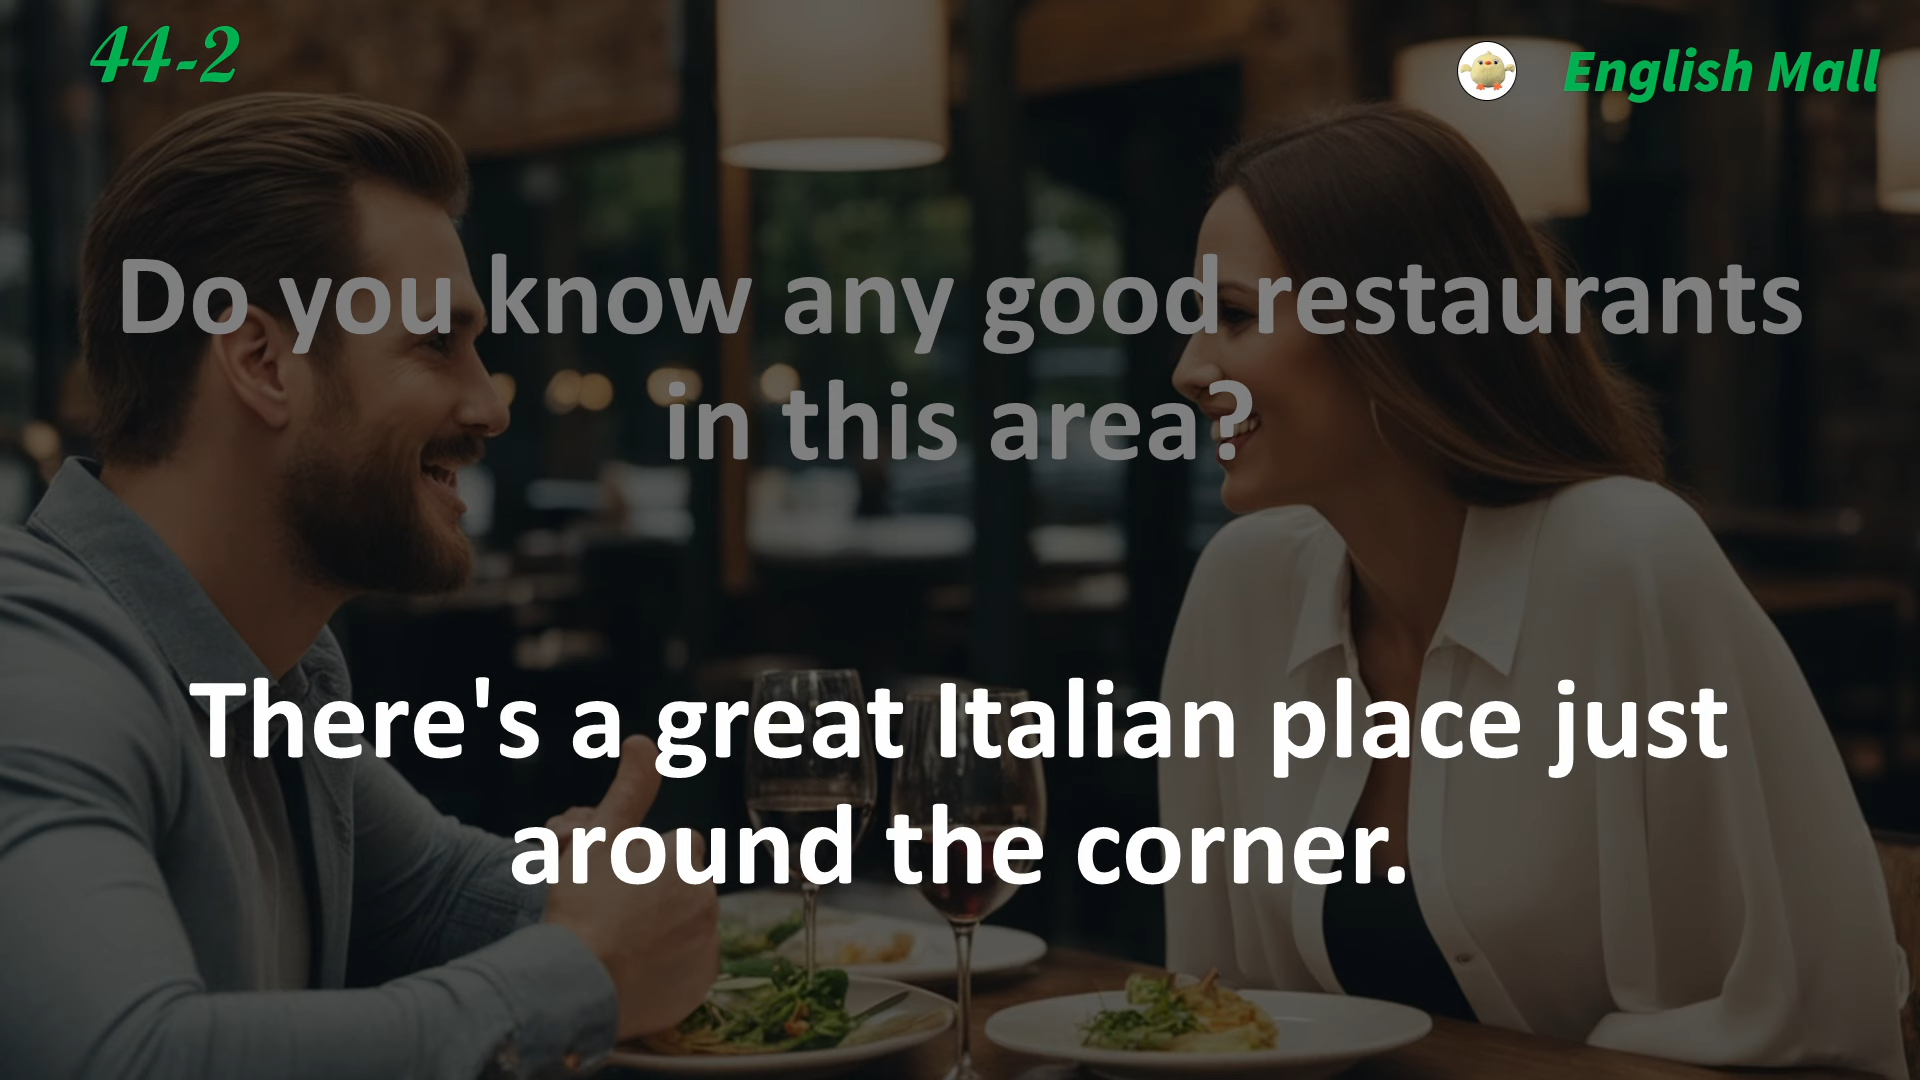 44-2
English Mall
Do you know any good restaurants
in this area?
There's a great Italian place just
around the corner.